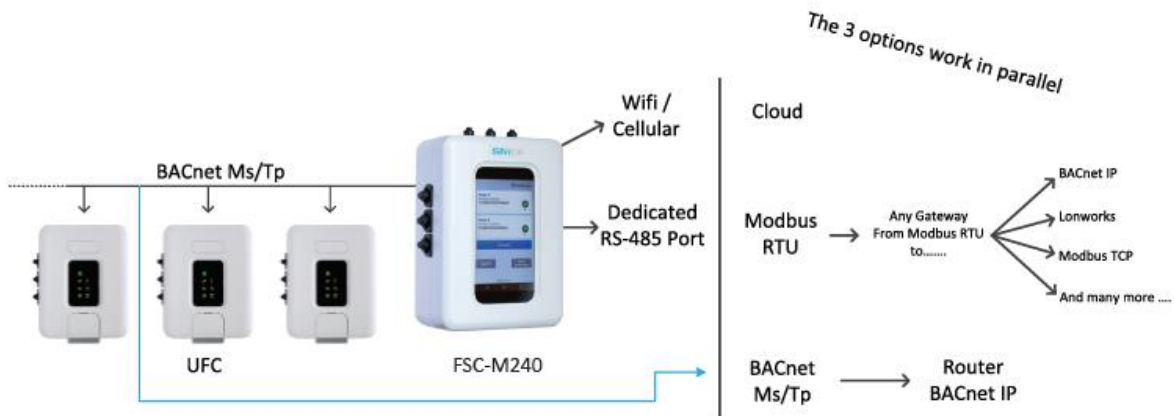 The 3 options work in parallel
Wifi /
Cellular
Cloud
BACnet Ms/Tp
BACnet IP
Dedicated
RS-485 Port
Modbus
RTU
Any Gateway
From Modbus RTU
to.......
Lonworks
Modbus TCP
And many more ....
UFC
FSC-M240
BACnet
Ms/Tp
Router
BACnet IP